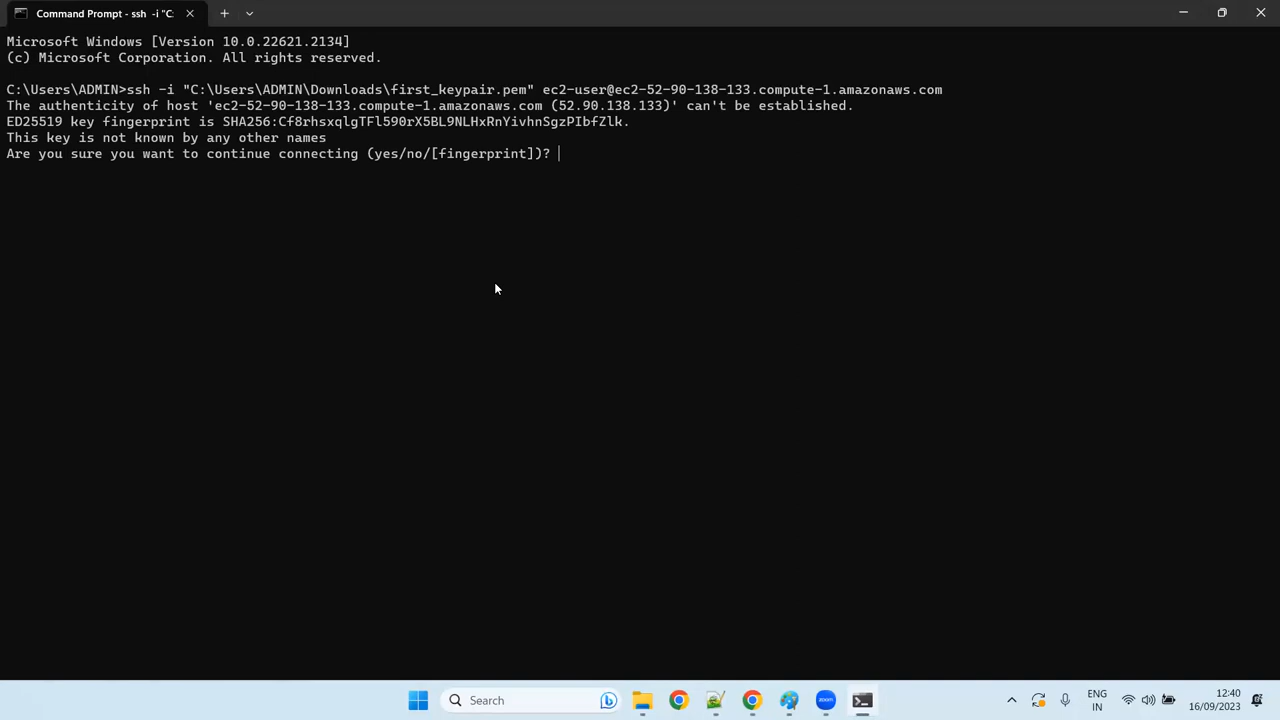 Command Prompt - ssh -i "C:
Microsoft Windows [Version 10.0.22621.2134]
(c) Microsoft Corporation. All rights reserved.
C:\Users\ADMIN>ssh -i "C:\Users\ADMIN\Downloads\first_keypair.pem" ec2-user@ec2-52-90-138-133.compute-1.amazonaws.com
The authenticity of host 'ec2-52-90-138-133.compute-1.amazonaws.com (52.90.138.133)' can't be established.
ED25519 key fingerprint is SHA256:Cf8rhsxqlgTFl590rX5BL9NLHxRnYivhnSgzPIbfZlk.
This key is not known by any other names
Are you sure you want to continue connecting (yes/no/[fingerprint])?
Search
zoom
ENG
IN
12:40
16/09/2023